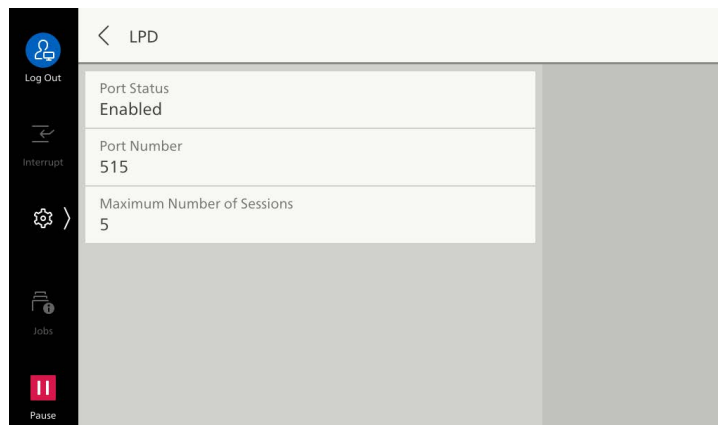 LPD
Log Out
Port Status
Enabled
Port Number
515
Interrupt
Maximum Number of Sessions
5
Jobs
Pause